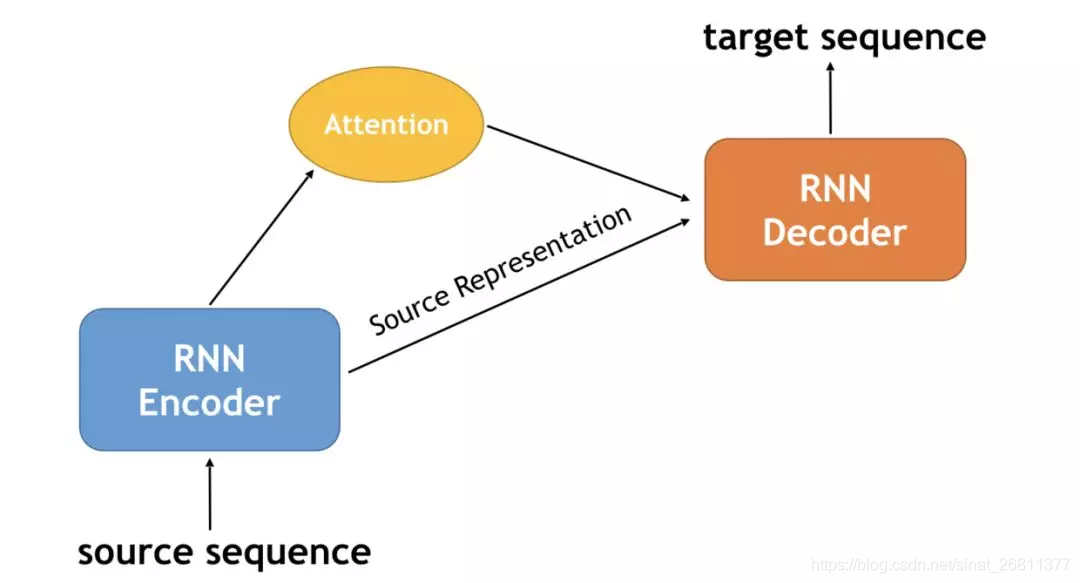 target sequence
Attention
RNN
Decoder
Source Representation
RNN
Encoder
source sequence
https://blog.csdn.net/sinat_26811377